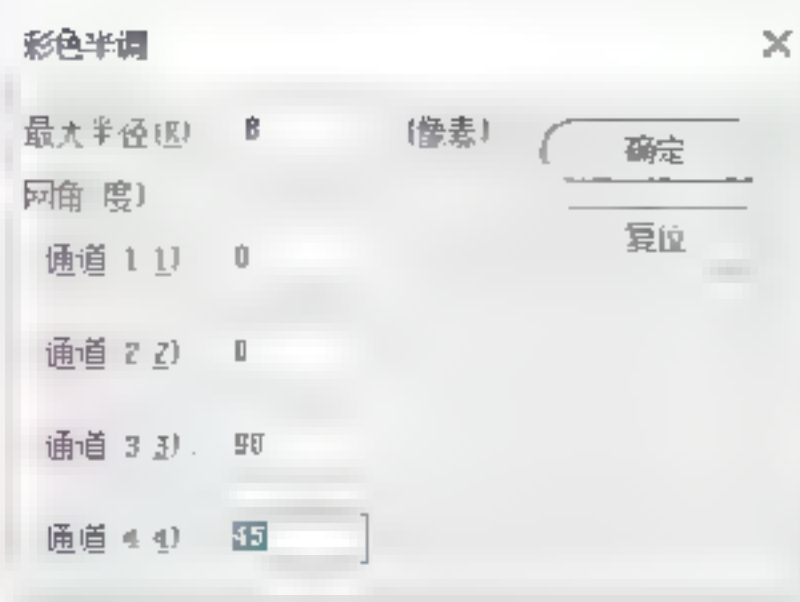 彩色半调
最大半径(R) 8 (像素) 确定
网角 度)
复位
通道 1 1) 0
通道 2 2) 0
通道 3 3) 90
通道 4 4) 45